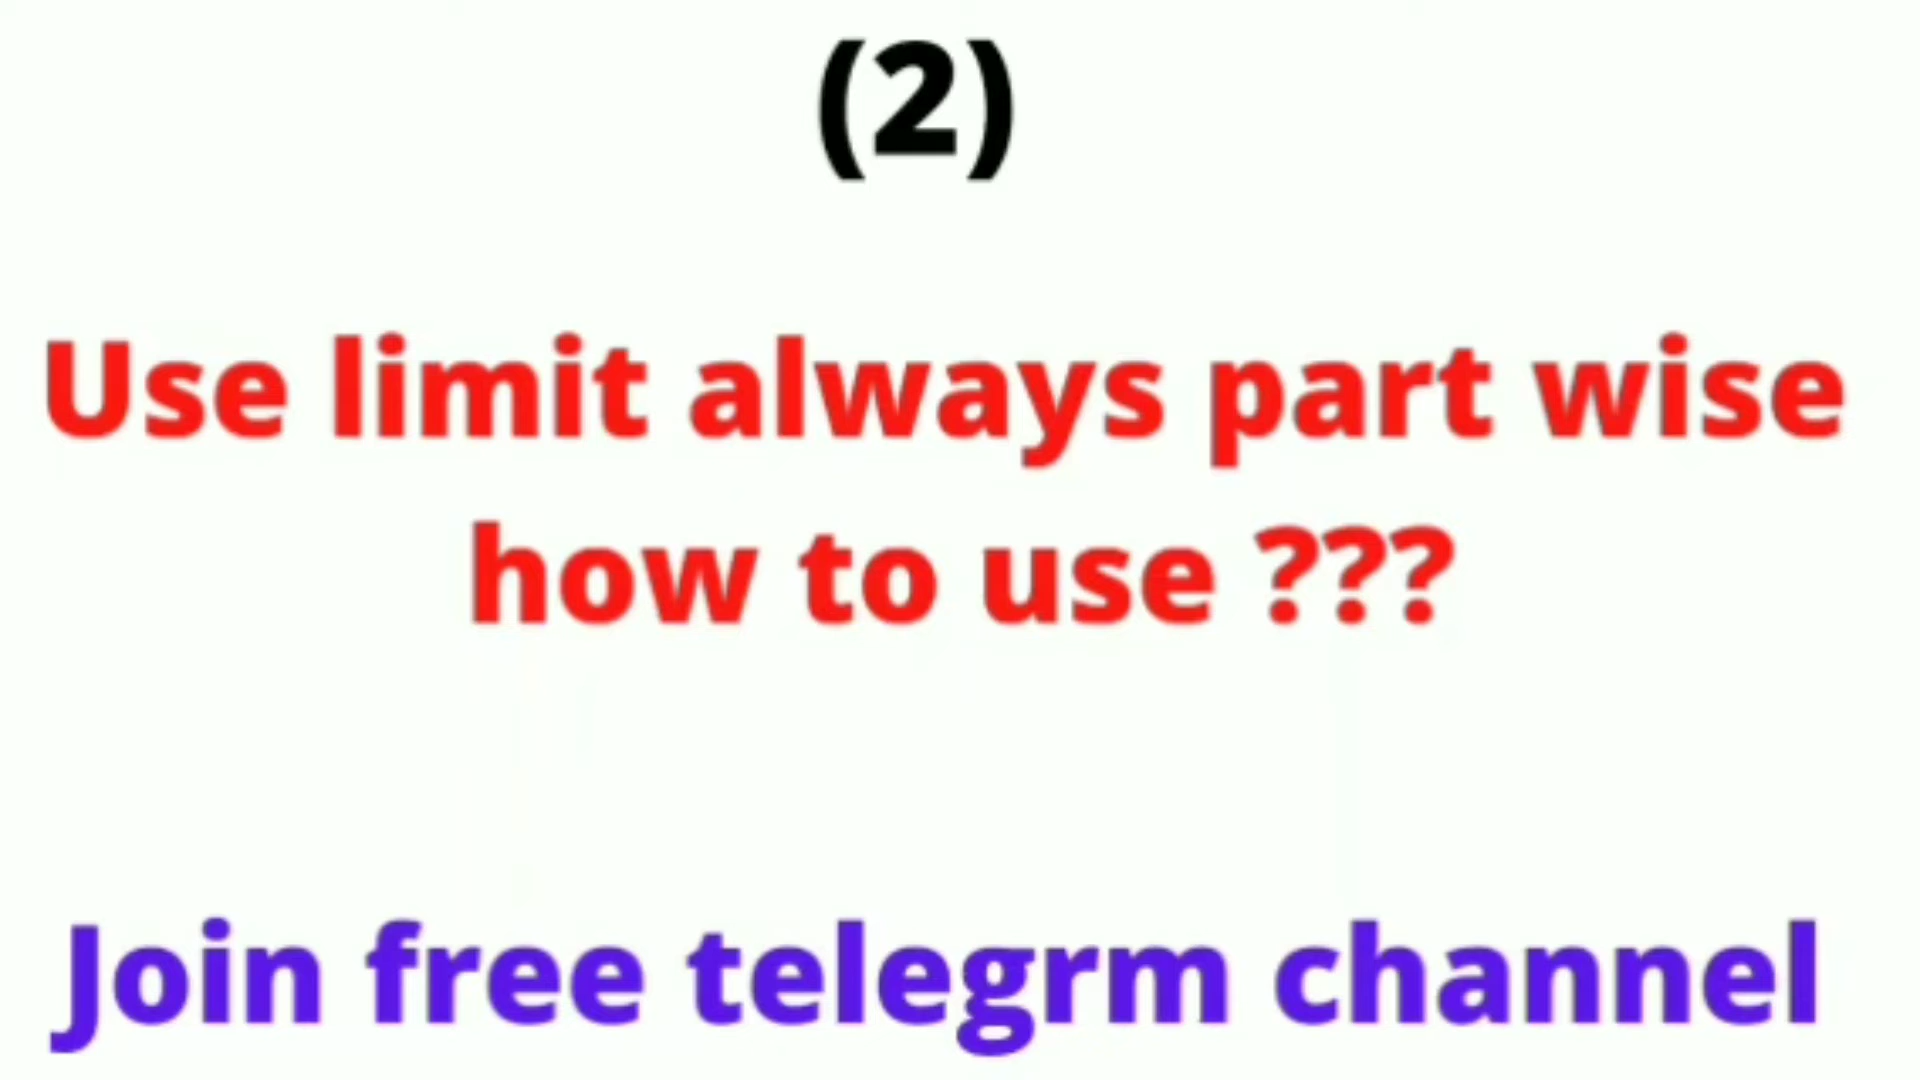 (2)
Use limit always part wise
how to use ???
Join free telegrm channel